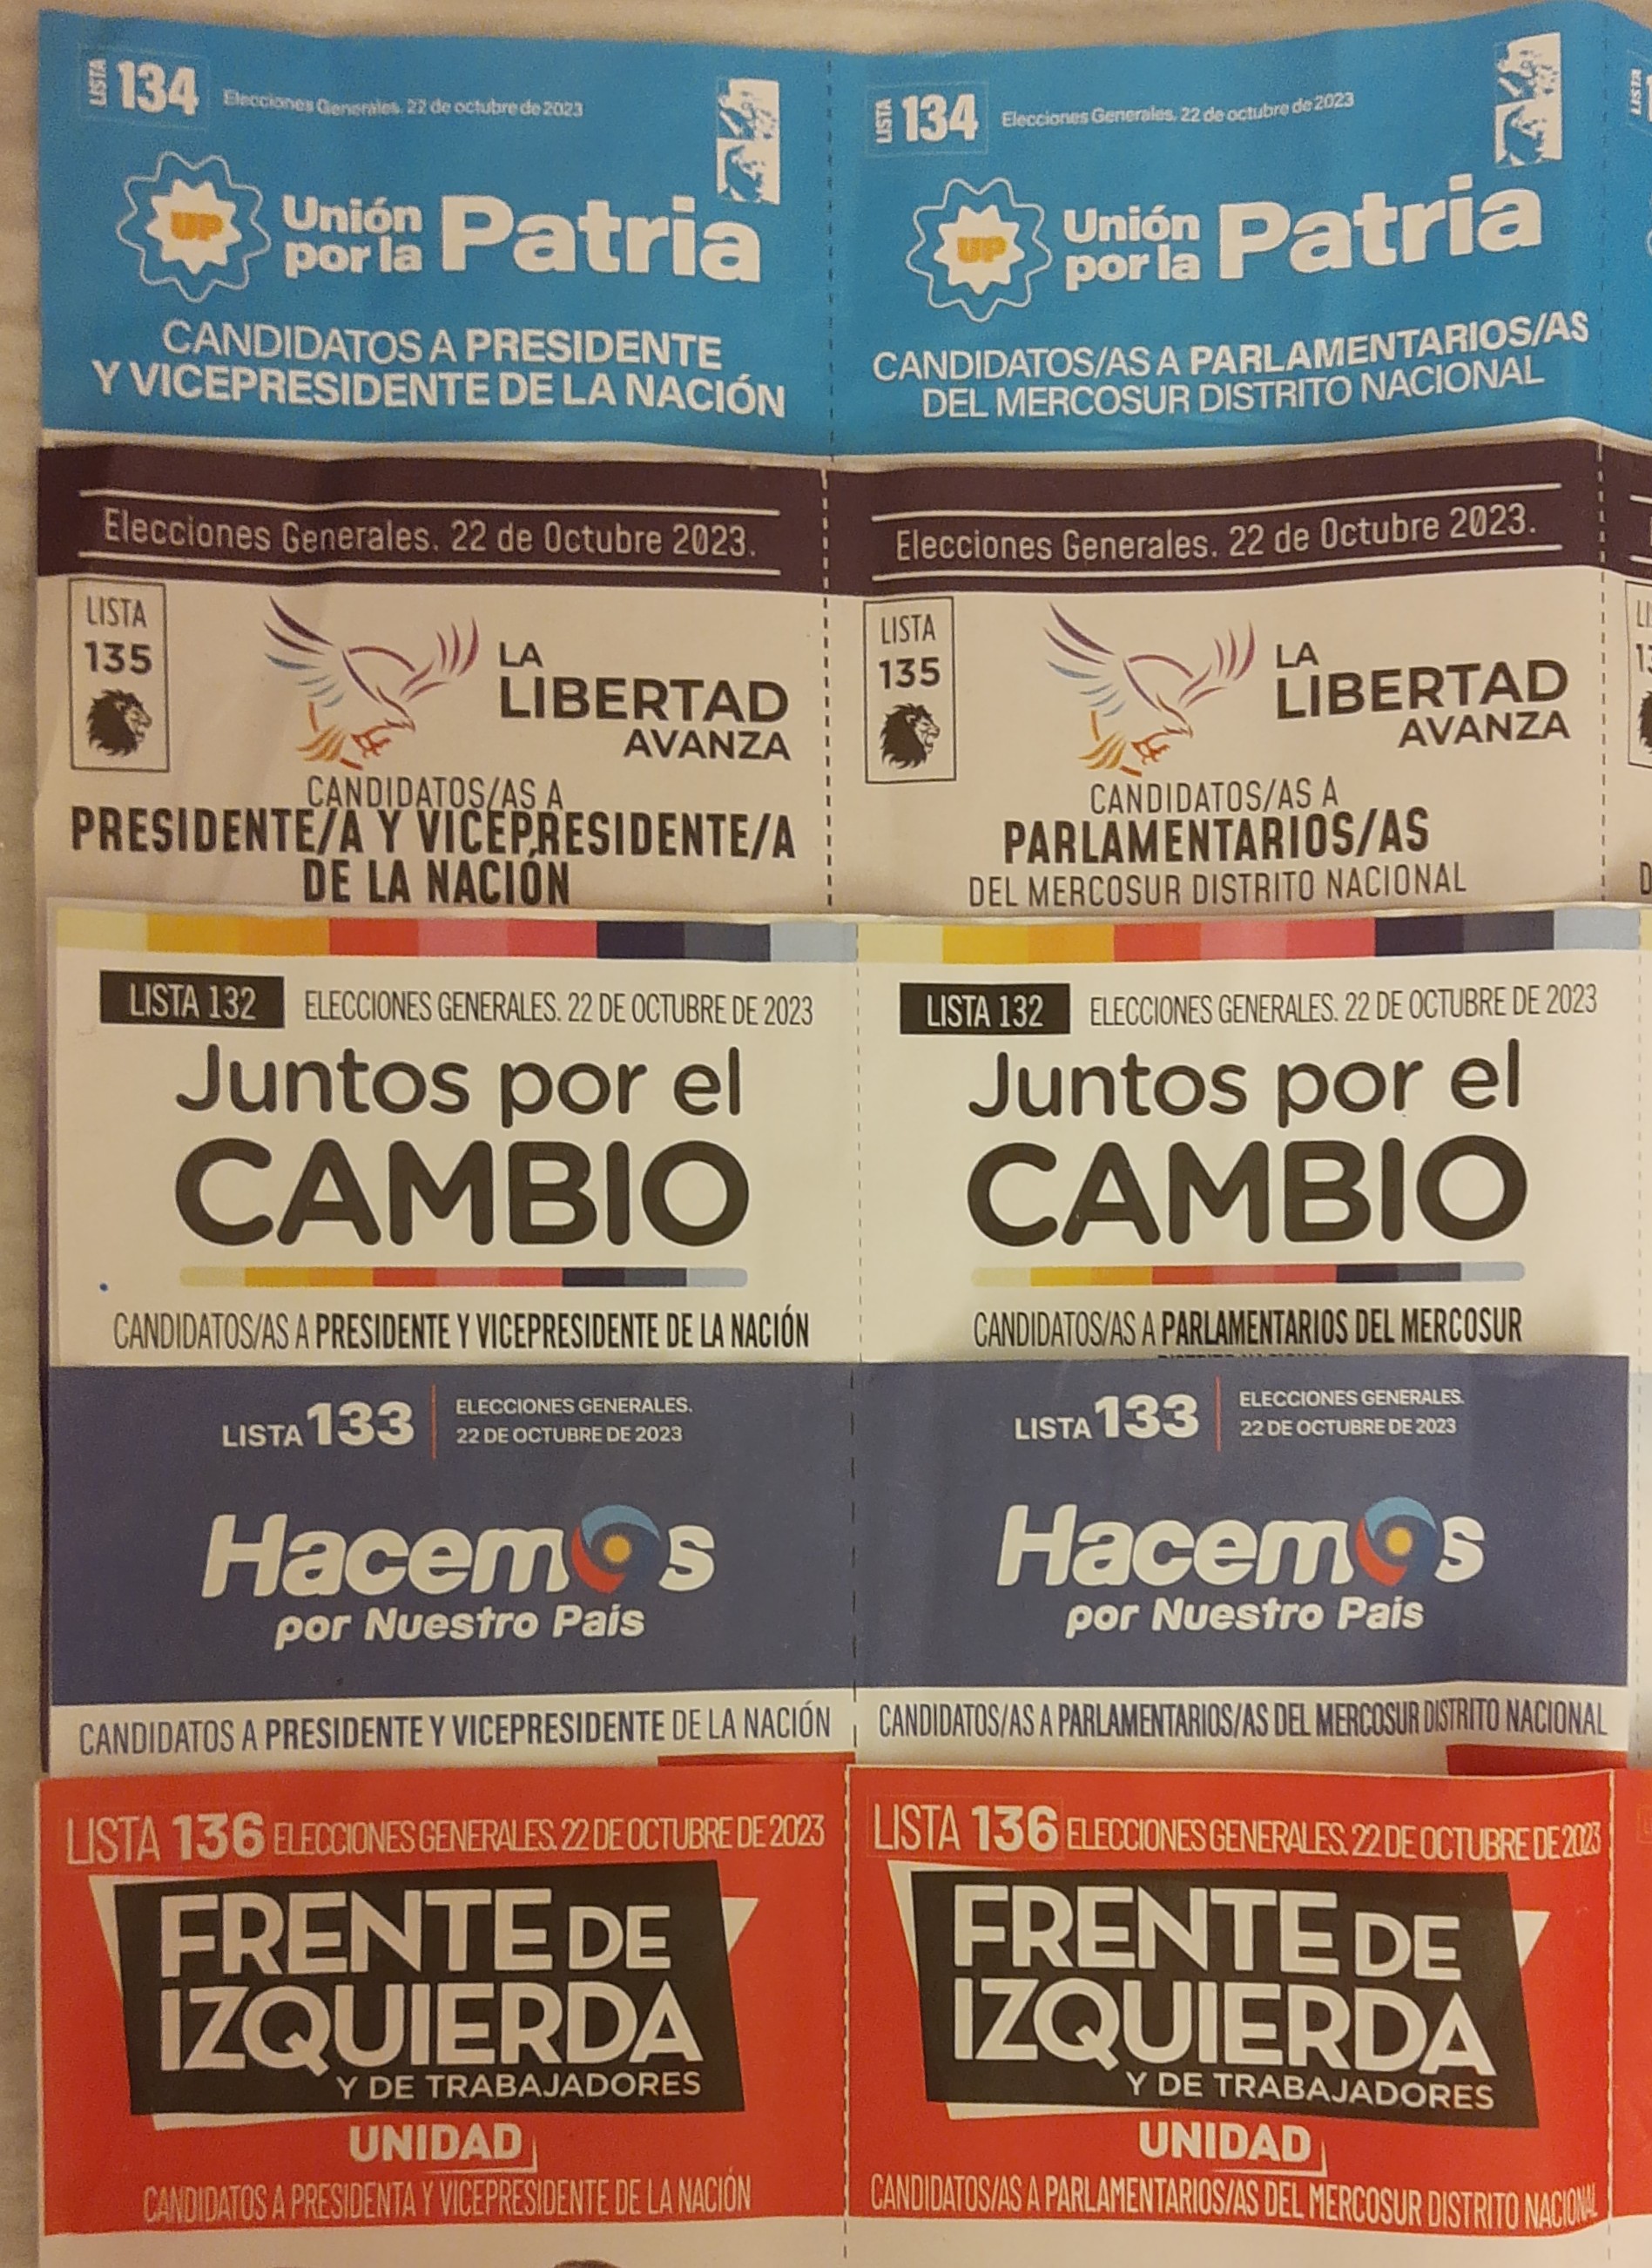 LISTA 134 Elecciones Generales. 22 de octubre de 2023
UP Unión
por la Patria
CANDIDATOS A PRESIDENTE
Y VICEPRESIDENTE DE LA NACIÓN
LISTA 134 Elecciones Generales. 22 de octubre de 2023
UP Unión
por la Patria
CANDIDATOS/AS A PARLAMENTARIOS/AS
DEL MERCOSUR DISTRITO NACIONAL
LISTA
Elecciones Generales. 22 de Octubre 2023.
LISTA
135
LA
LIBERTAD
AVANZA
CANDIDATOS/AS A
PRESIDENTE/A Y VICEPRESIDENTE/A
DE LA NACIÓN
Elecciones Generales. 22 de Octubre 2023.
LISTA
135
LA
LIBERTAD
AVANZA
CANDIDATOS/AS A
PARLAMENTARIOS/AS
DEL MERCOSUR DISTRITO NACIONAL
LISTA 132 ELECCIONES GENERALES. 22 DE OCTUBRE DE 2023
Juntos por el
CAMBIO
CANDIDATOS/AS A PRESIDENTE Y VICEPRESIDENTE DE LA NACIÓN
LISTA 132 ELECCIONES GENERALES. 22 DE OCTUBRE DE 2023
Juntos por el
CAMBIO
CANDIDATOS/AS A PARLAMENTARIOS DEL MERCOSUR
LISTA 133 ELECCIONES GENERALES.
22 DE OCTUBRE DE 2023
Hacemos
por Nuestro País
CANDIDATOS A PRESIDENTE Y VICEPRESIDENTE DE LA NACIÓN
LISTA 133 ELECCIONES GENERALES.
22 DE OCTUBRE DE 2023
Hacemos
por Nuestro País
CANDIDATOS/AS A PARLAMENTARIOS/AS DEL MERCOSUR DISTRITO NACIONAL
LISTA 136 ELECCIONES GENERALES. 22 DE OCTUBRE DE 2023
FRENTE DE
IZQUIERDA
Y DE TRABAJADORES
UNIDAD
CANDIDATOS A PRESIDENTA Y VICEPRESIDENTE DE LA NACIÓN
LISTA 136 ELECCIONES GENERALES. 22 DE OCTUBRE DE 2023
FRENTE DE
IZQUIERDA
Y DE TRABAJADORES
UNIDAD
CANDIDATOS/AS A PARLAMENTARIOS/AS DEL MERCOSUR DISTRITO NACIONAL